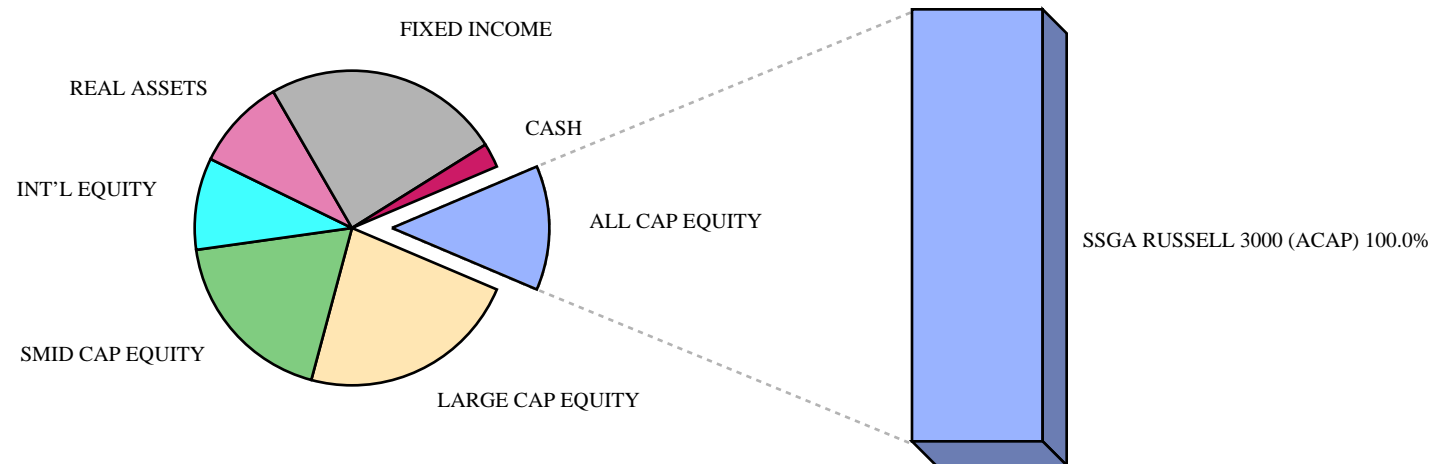 FIXED INCOME
REAL ASSETS
CASH
INT'L EQUITY
ALL CAP EQUITY
SSGA RUSSELL 3000 (ACAP) 100.0%
SMID CAP EQUITY
LARGE CAP EQUITY